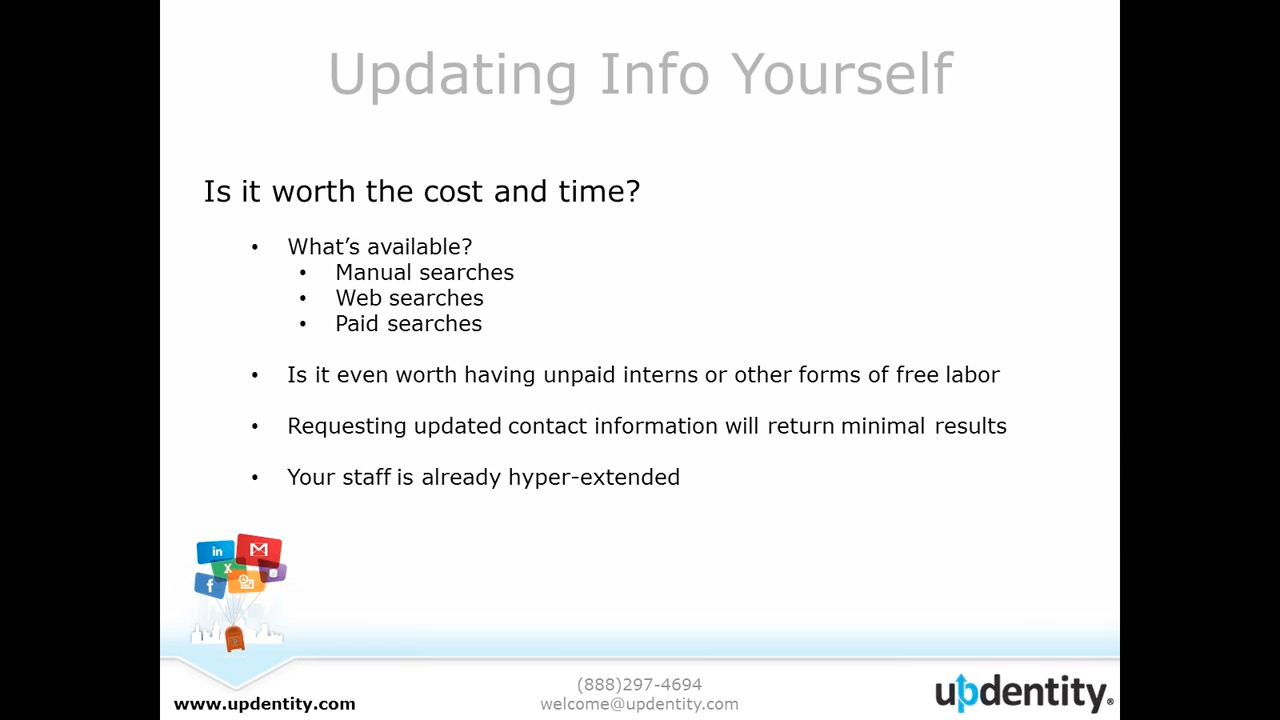 Updating Info Yourself
Is it worth the cost and time?
• What’s available?
• Manual searches
• Web searches
• Paid searches
• Is it even worth having unpaid interns or other forms of free labor
• Requesting updated contact information will return minimal results
• Your staff is already hyper-extended
in
X
f
www.updentity.com
(888)297-4694
welcome@updentity.com
updentity®